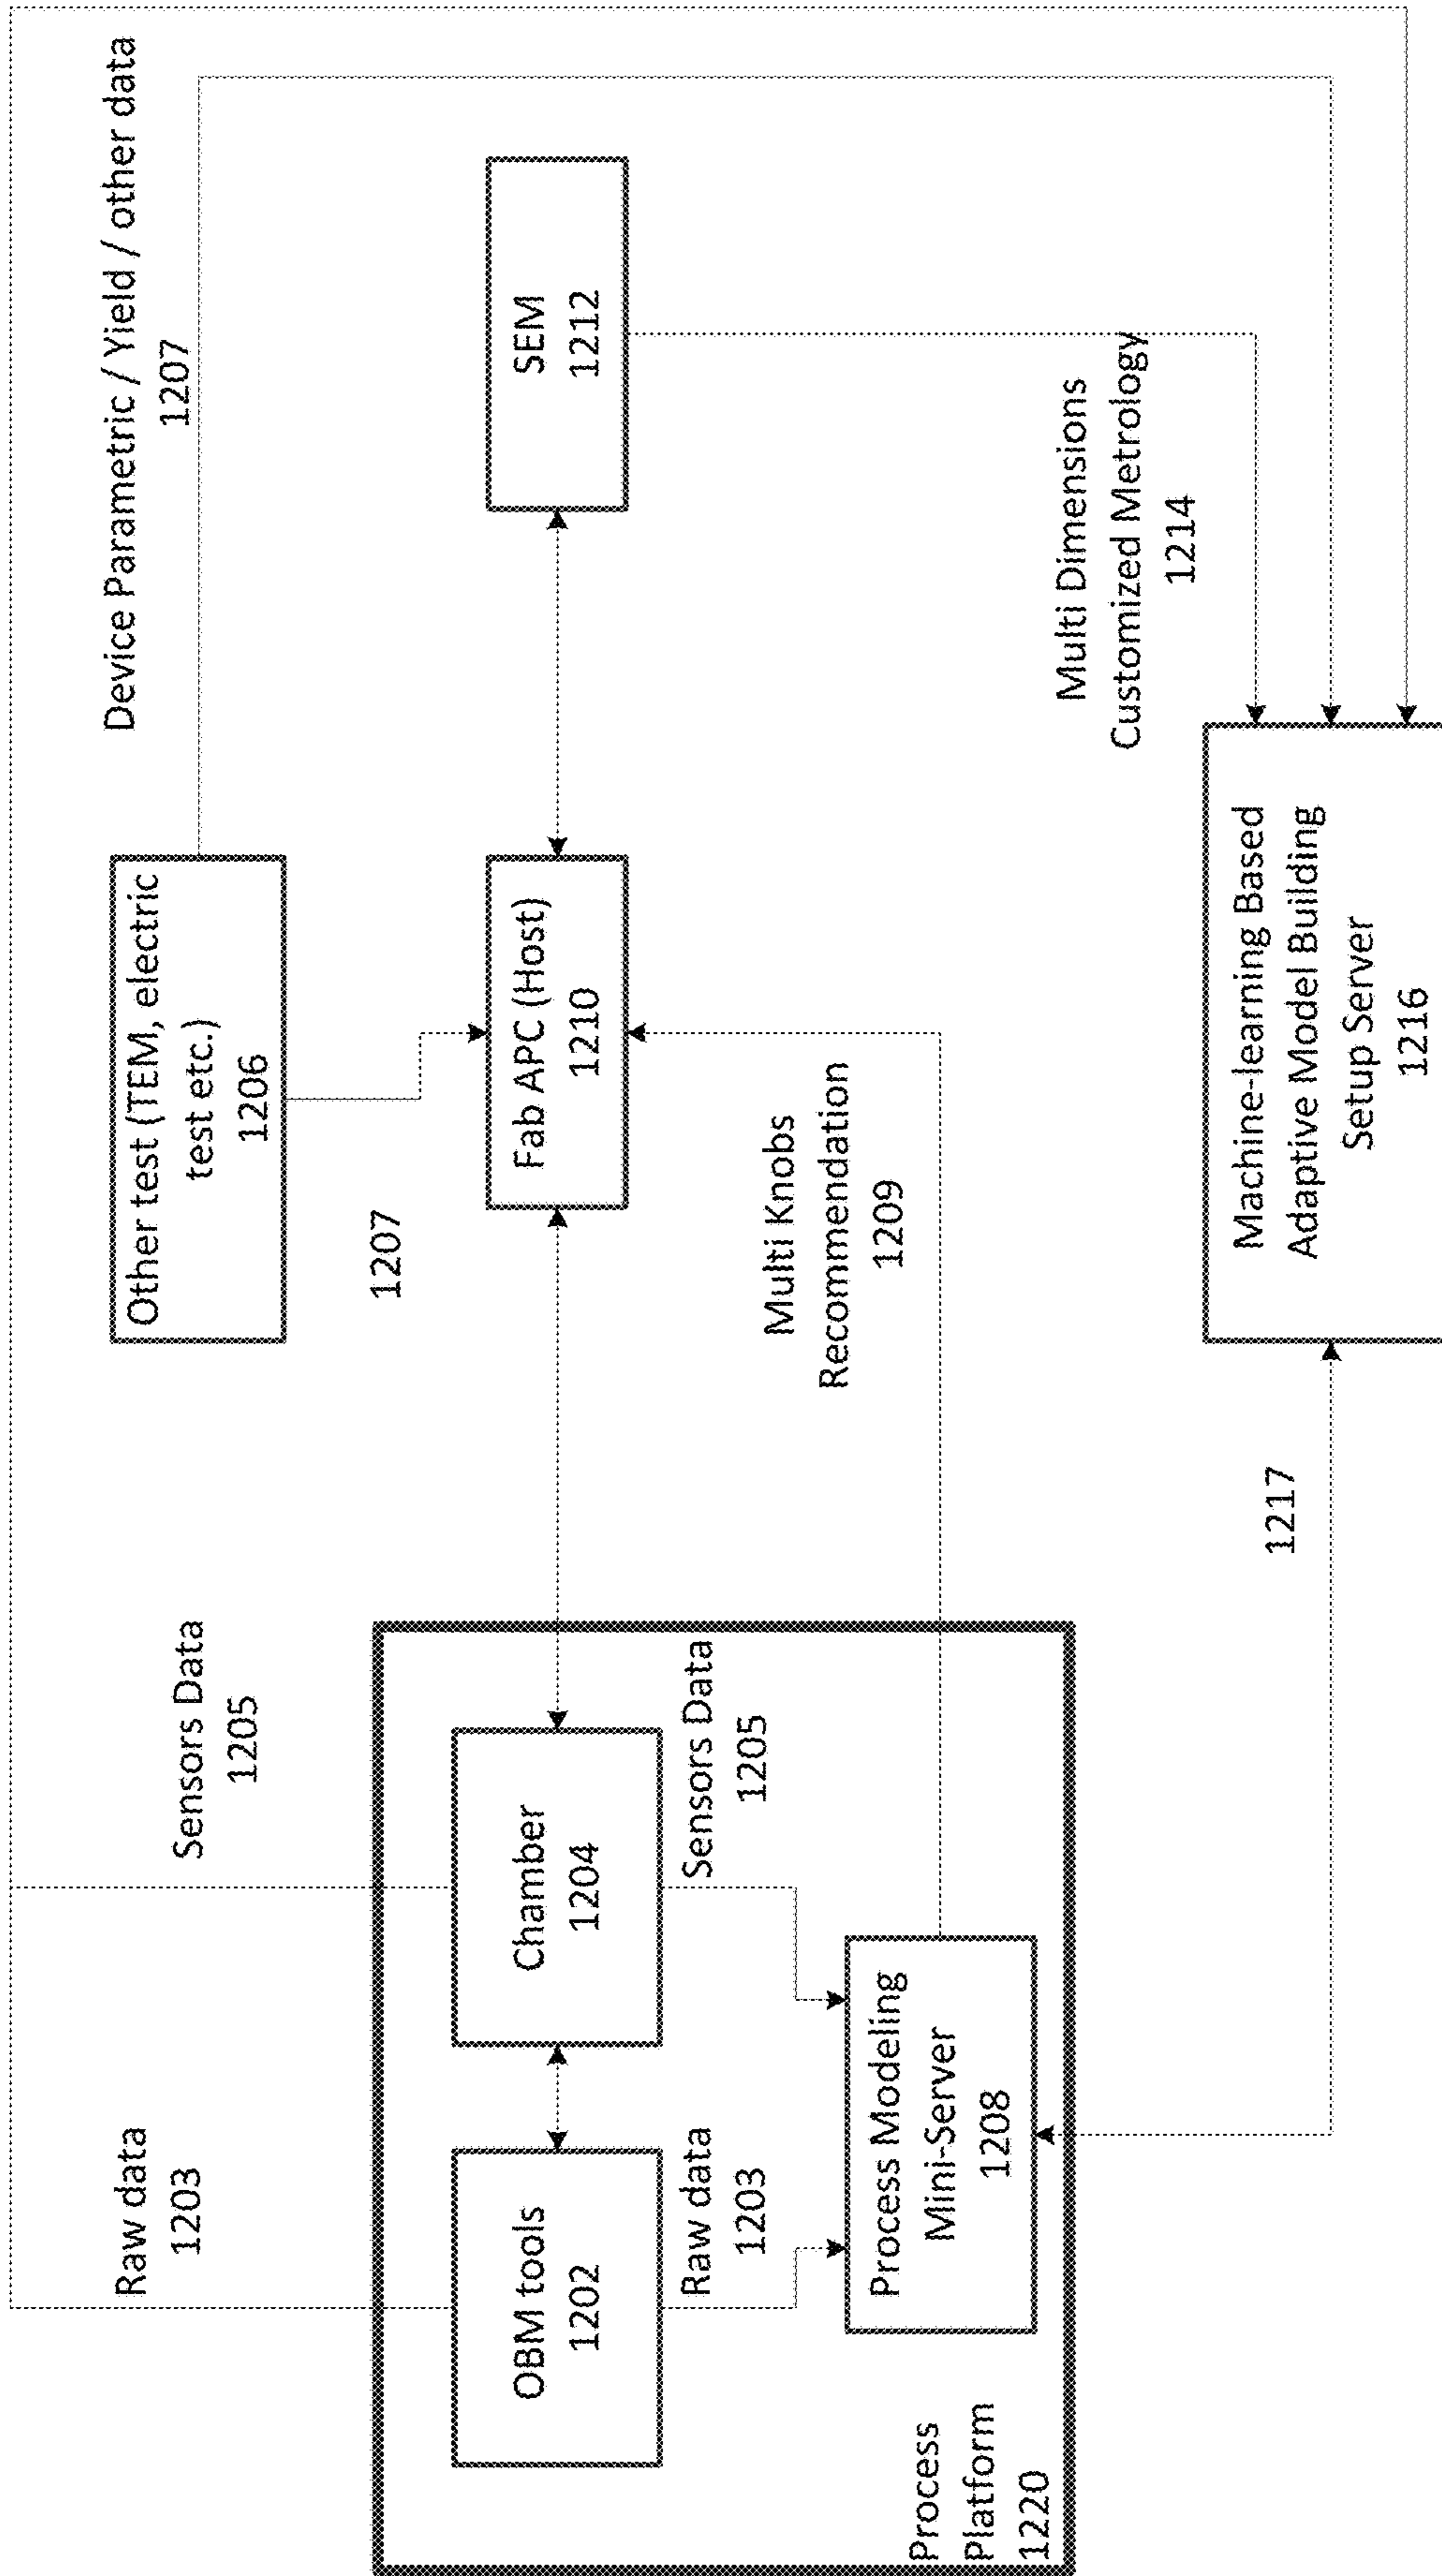 Raw data
1203
Sensors Data
1205
Device Parametric / Yield / other data
1207
Other test (TEM, electric
test etc.)
1206
1207
OBM tools
1202
Chamber
1204
Fab APC (Host)
1210
SEM
1212
Raw data
1203
Sensors Data
1205
Multi Knobs
Recommendation
1209
Process Modeling
Mini-Server
1208
Process
Platform
1220
Multi Dimensions
Customized Metrology
1214
1217
Machine-learning Based
Adaptive Model Building
Setup Server
1216